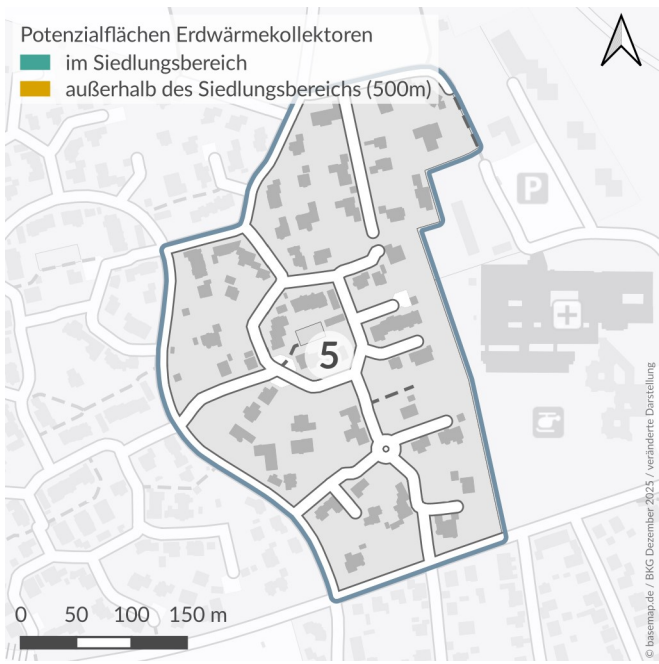 Potenzialflächen Erdwärmekollektoren
im Siedlungsbereich
außerhalb des Siedlungsbereichs (500m)
P
5
0 50 100 150 m
© basemap.de / BKG Dezember 2025 / veränderte Darstellung